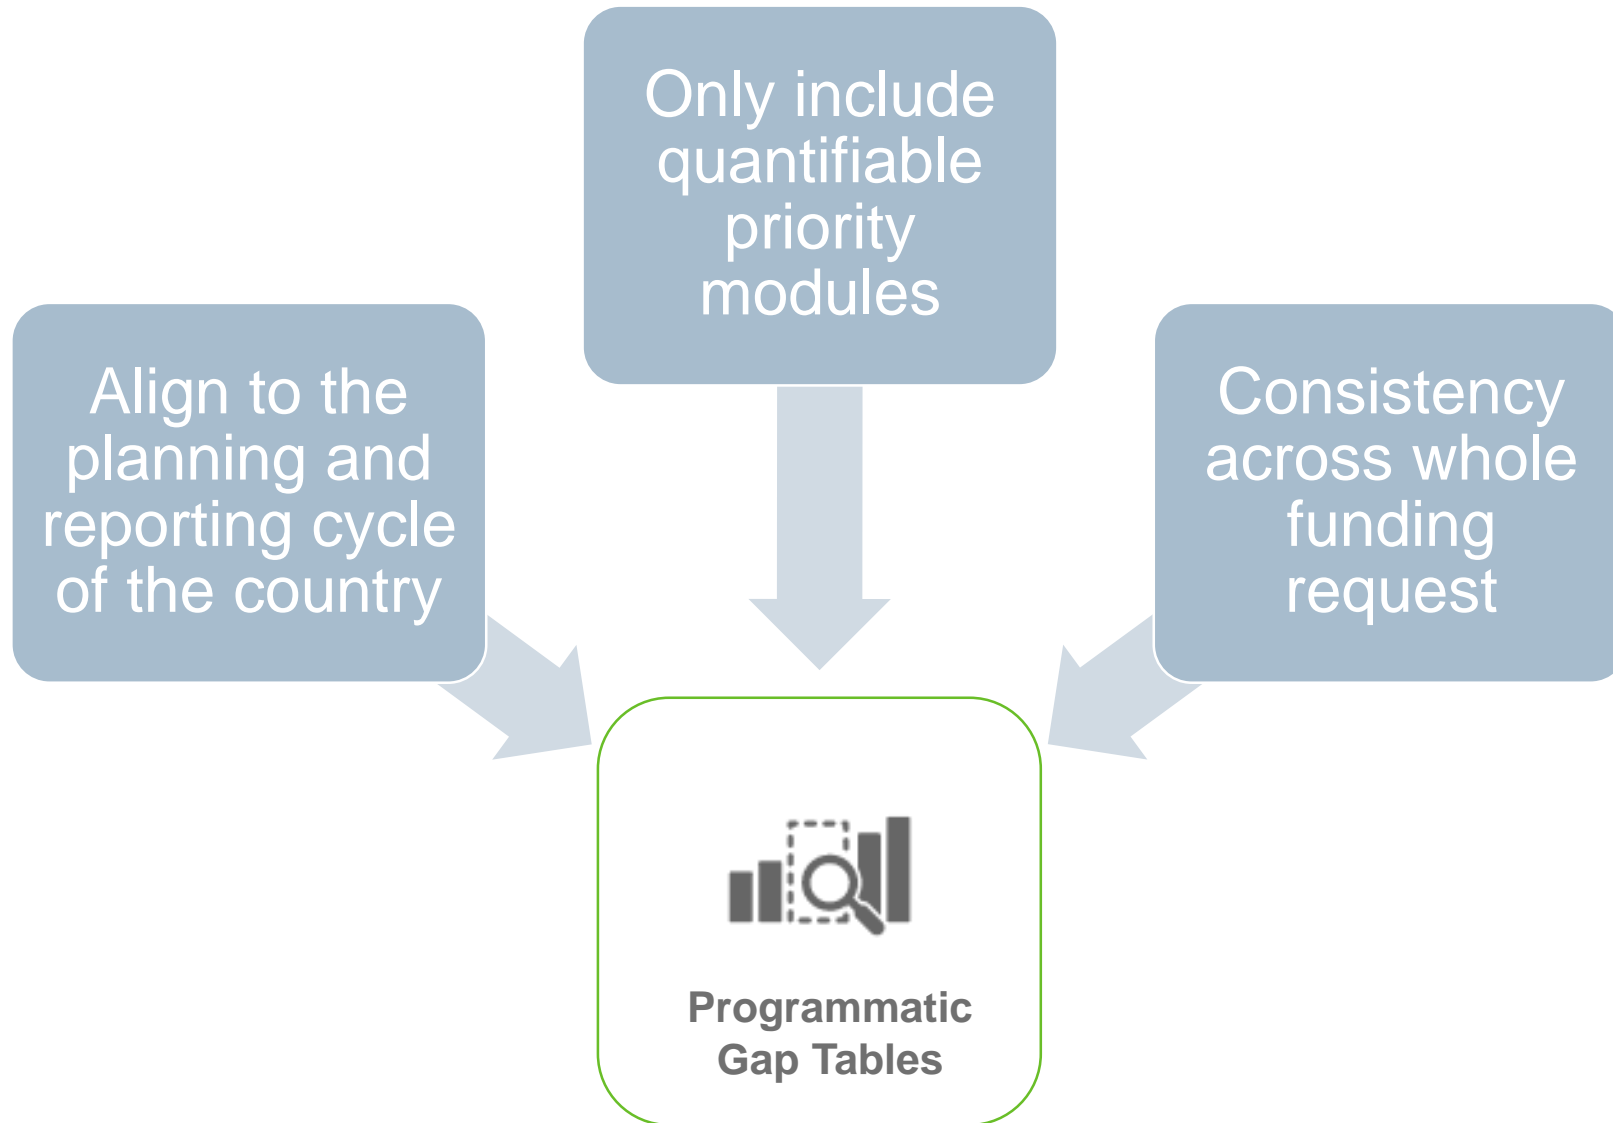 Only include
quantifiable
priority
modules
Align to the
planning and
reporting cycle
of the country
Consistency
across whole
funding
request
Programmatic
Gap Tables